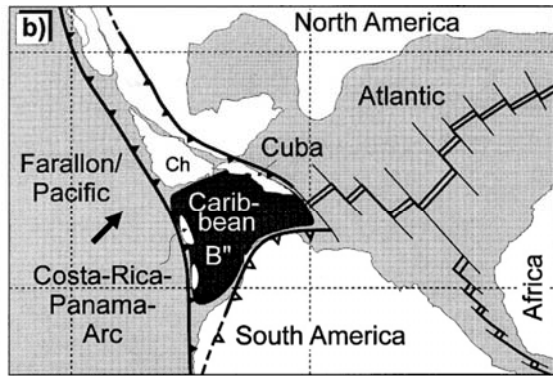 b)
North America
Atlantic
Cuba
Ch
Farallon/
Pacific
Carib-
bean
B"
Costa-Rica-
Panama-
Arc
South America
Africa